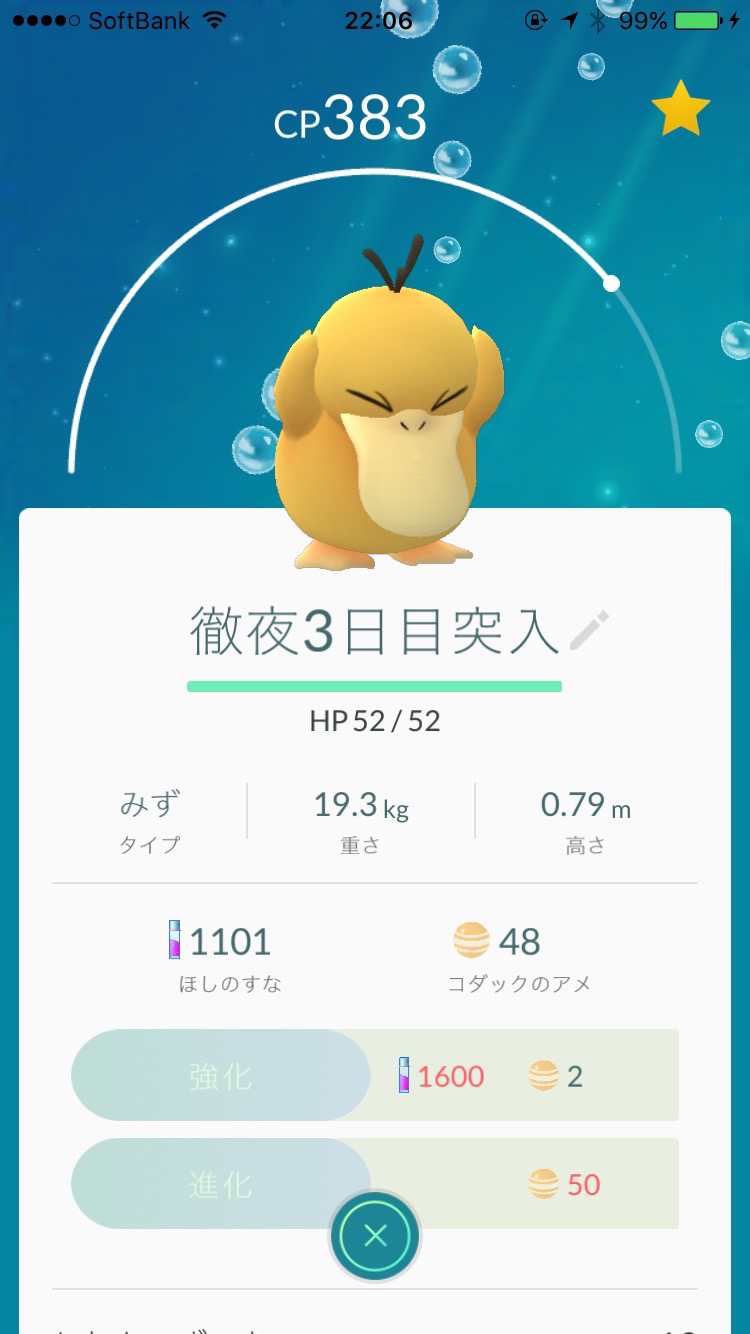 SoftBank 22:06 99%
CP383
徹夜3日目突入
HP 52 / 52
みず 19.3 kg 0.79 m
タイプ 重さ 高さ
1101 48
ほしのすな コダックのアメ
強化 1600 2
進化 50